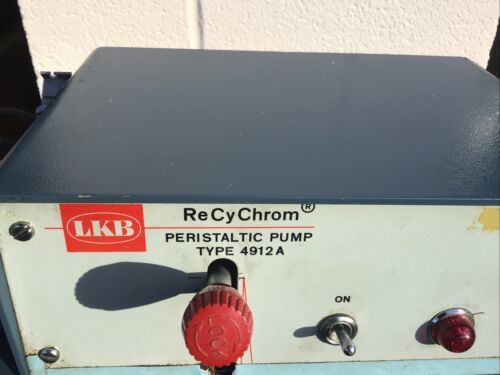 LKB
ReCyChrom®
PERISTALTIC PUMP
TYPE 4912A
ON
LOCK